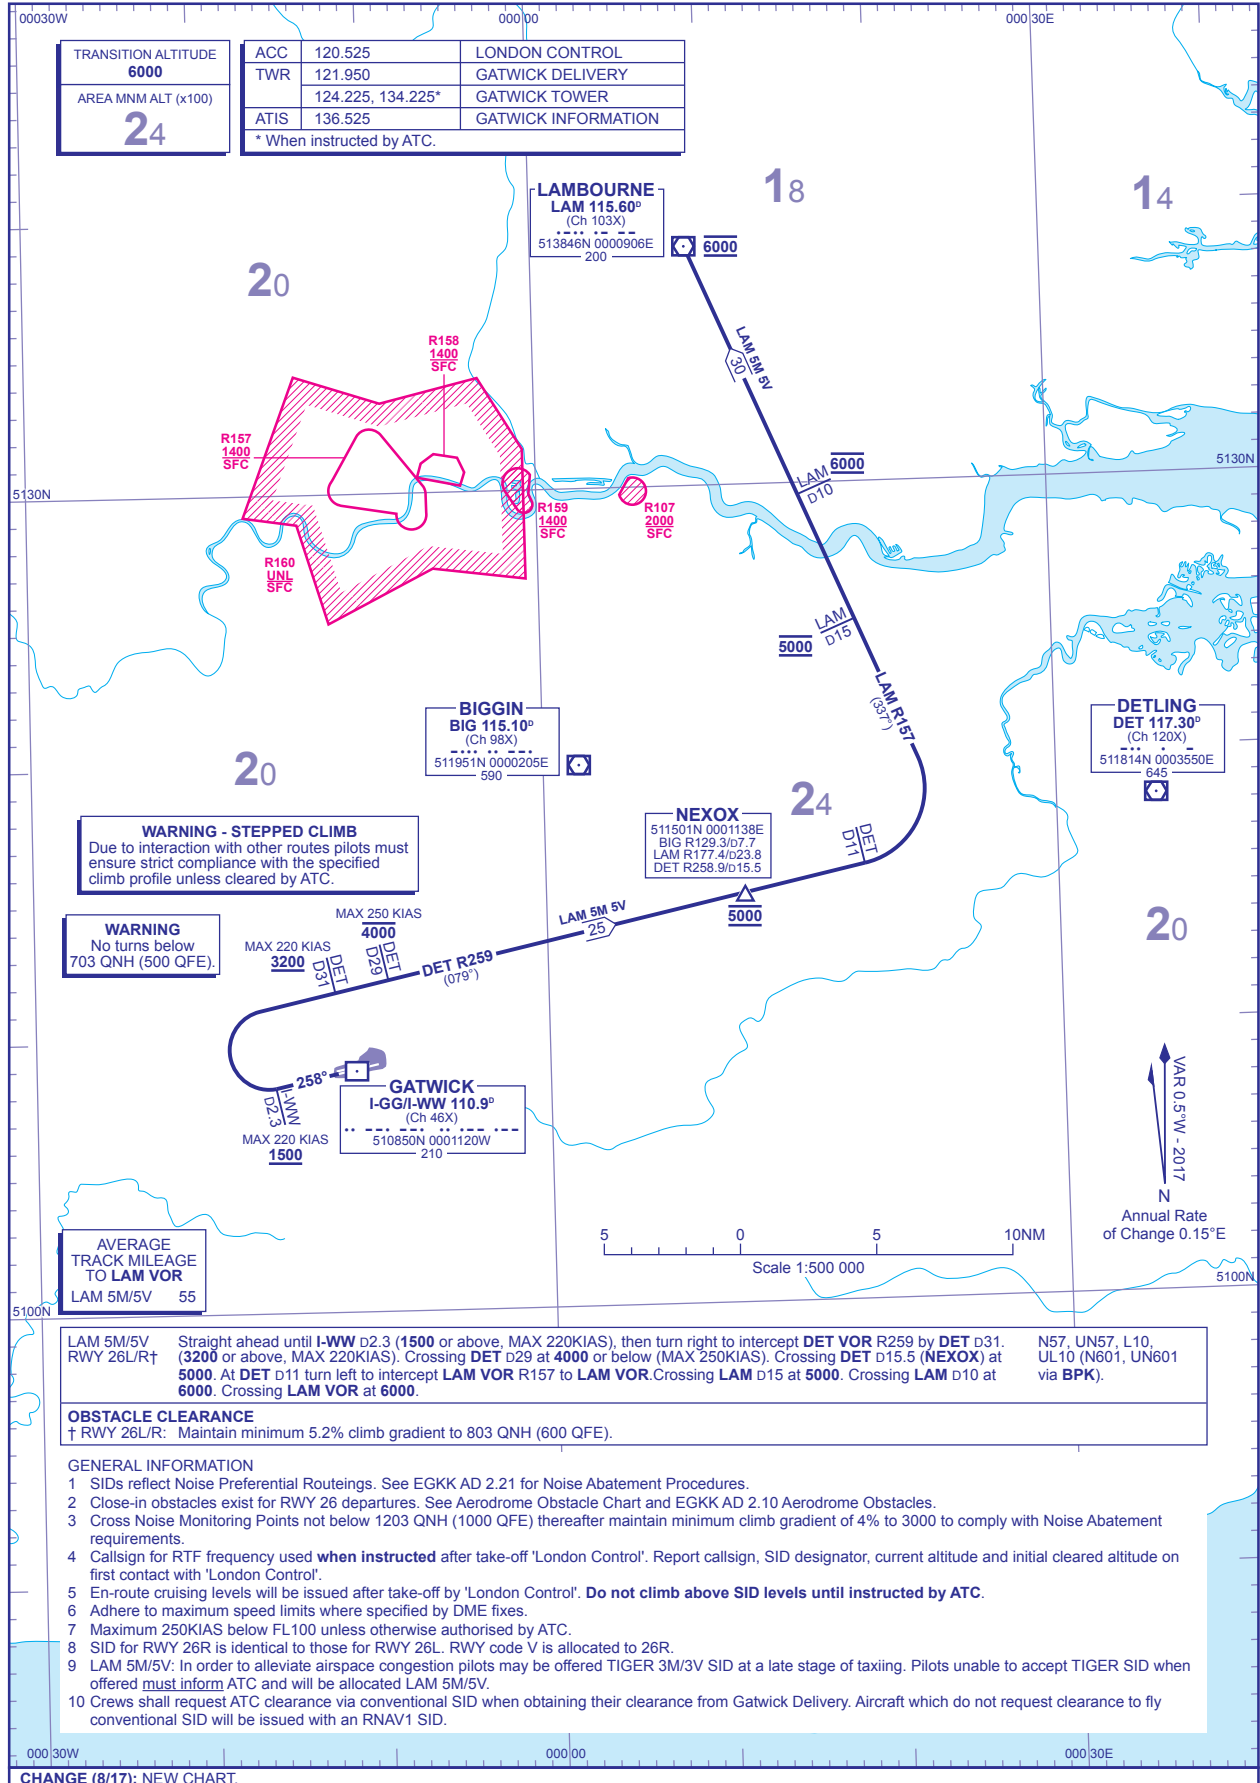 00030W
000 00
000 30E
TRANSITION ALTITUDE
6000
AREA MNM ALT (x100)
24
ACC 120.525 LONDON CONTROL
TWR 121.950 GATWICK DELIVERY
124.225, 134.225* GATWICK TOWER
ATIS 136.525 GATWICK INFORMATION
* When instructed by ATC.
LAMBOURNE
LAM 115.60ᴰ
(Ch 103X)
513846N 0000906E
200
6000
18
14
20
LAM 5M 5V
30
R158
1400
SFC
R157
1400
SFC
5130N
5130N
LAM
D10
6000
R159
1400
SFC
R107
2000
SFC
R160
UNL
SFC
LAM
D15
5000
LAM R157
(337°)
BIGGIN
BIG 115.10ᴰ
(Ch 98X)
511951N 0000205E
590
DETLING
DET 117.30ᴰ
(Ch 120X)
511814N 0003550E
645
20
24
NEXOX
511501N 0001138E
BIG R129.3/D7.7
LAM R177.4/D23.8
DET R258.9/D15.5
DET
D11
5000
WARNING - STEPPED CLIMB
Due to interaction with other routes pilots must
ensure strict compliance with the specified
climb profile unless cleared by ATC.
WARNING
No turns below
703 QNH (500 QFE).
MAX 250 KIAS
4000
DET
D29
MAX 220 KIAS
3200
DET
D31
LAM 5M 5V
25
DET R259
(079°)
20
258°
I-WW
D2.3
MAX 220 KIAS
1500
GATWICK
I-GG/I-WW 110.9ᴰ
(Ch 46X)
510850N 0001120W
210
VAR 0.5°W - 2017
N
Annual Rate
of Change 0.15°E
5 0 5 10NM
Scale 1:500 000
AVERAGE
TRACK MILEAGE
TO LAM VOR
LAM 5M/5V 55
5100N
5100N
LAM 5M/5V Straight ahead until I-WW D2.3 (1500 or above, MAX 220KIAS), then turn right to intercept DET VOR R259 by DET D31. N57, UN57, L10,
RWY 26L/R† (3200 or above, MAX 220KIAS). Crossing DET D29 at 4000 or below (MAX 250KIAS). Crossing DET D15.5 (NEXOX) at UL10 (N601, UN601
5000. At DET D11 turn left to intercept LAM VOR R157 to LAM VOR.Crossing LAM D15 at 5000. Crossing LAM D10 at via BPK).
6000. Crossing LAM VOR at 6000.
OBSTACLE CLEARANCE
† RWY 26L/R: Maintain minimum 5.2% climb gradient to 803 QNH (600 QFE).
GENERAL INFORMATION
1 SIDs reflect Noise Preferential Routeings. See EGKK AD 2.21 for Noise Abatement Procedures.
2 Close-in obstacles exist for RWY 26 departures. See Aerodrome Obstacle Chart and EGKK AD 2.10 Aerodrome Obstacles.
3 Cross Noise Monitoring Points not below 1203 QNH (1000 QFE) thereafter maintain minimum climb gradient of 4% to 3000 to comply with Noise Abatement
requirements.
4 Callsign for RTF frequency used when instructed after take-off 'London Control'. Report callsign, SID designator, current altitude and initial cleared altitude on
first contact with 'London Control'.
5 En-route cruising levels will be issued after take-off by 'London Control'. Do not climb above SID levels until instructed by ATC.
6 Adhere to maximum speed limits where specified by DME fixes.
7 Maximum 250KIAS below FL100 unless otherwise authorised by ATC.
8 SID for RWY 26R is identical to those for RWY 26L. RWY code V is allocated to 26R.
9 LAM 5M/5V: In order to alleviate airspace congestion pilots may be offered TIGER 3M/3V SID at a late stage of taxiing. Pilots unable to accept TIGER SID when
offered must inform ATC and will be allocated LAM 5M/5V.
10 Crews shall request ATC clearance via conventional SID when obtaining their clearance from Gatwick Delivery. Aircraft which do not request clearance to fly
conventional SID will be issued with an RNAV1 SID.
000 30W
000 00
000 30E
CHANGE (8/17): NEW CHART.